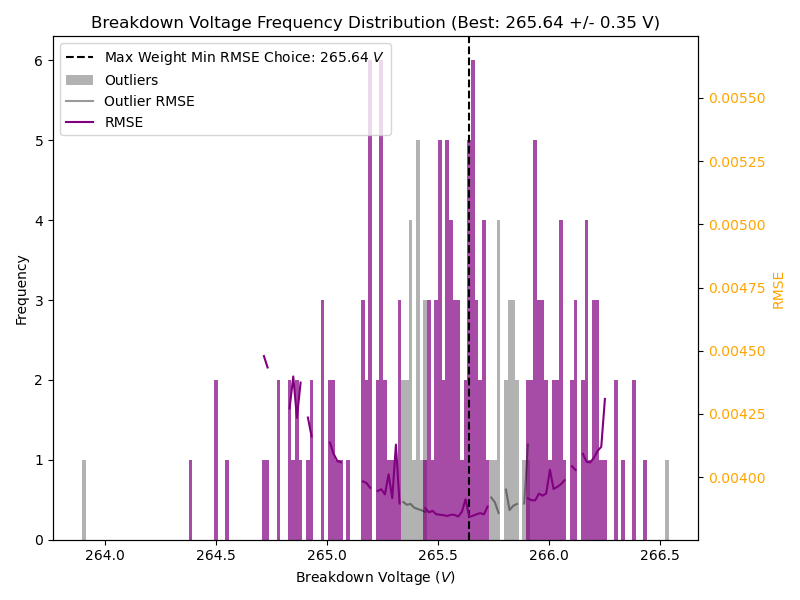 Breakdown Voltage Frequency Distribution (Best: 265.64 +/- 0.35 V)
Max Weight Min RMSE Choice: 265.64 V
Outliers
Outlier RMSE
RMSE
6
5
4
3
2
1
0
Frequency
264.0 264.5 265.0 265.5 266.0 266.5
Breakdown Voltage (V)
0.00550
0.00525
0.00500
0.00475
0.00450
0.00425
0.00400
RMSE